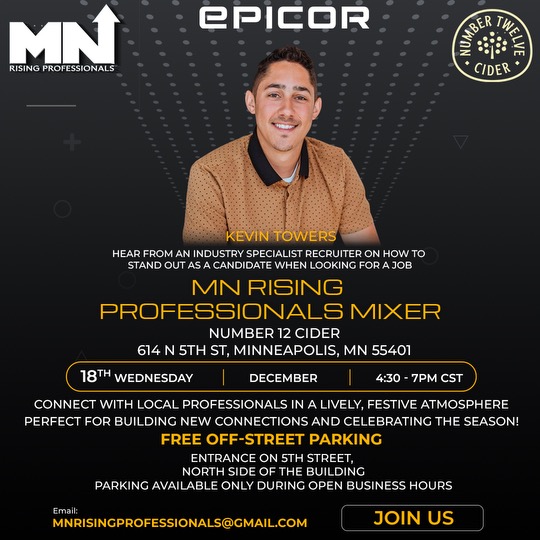 EPICOR
MN
RISING PROFESSIONALS
NUMBER TWELVE
CIDER
KEVIN TOWERS
HEAR FROM AN INDUSTRY SPECIALIST RECRUITER ON HOW TO
STAND OUT AS A CANDIDATE WHEN LOOKING FOR A JOB
MN RISING
PROFESSIONALS MIXER
NUMBER 12 CIDER
614 N 5TH ST, MINNEAPOLIS, MN 55401
18TH WEDNESDAY | DECEMBER | 4:30 - 7PM CST
CONNECT WITH LOCAL PROFESSIONALS IN A LIVELY, FESTIVE ATMOSPHERE
PERFECT FOR BUILDING NEW CONNECTIONS AND CELEBRATING THE SEASON!
FREE OFF-STREET PARKING
ENTRANCE ON 5TH STREET,
NORTH SIDE OF THE BUILDING
PARKING AVAILABLE ONLY DURING OPEN BUSINESS HOURS
Email:
MNRISINGPROFESSIONALS@GMAIL.COM
JOIN US